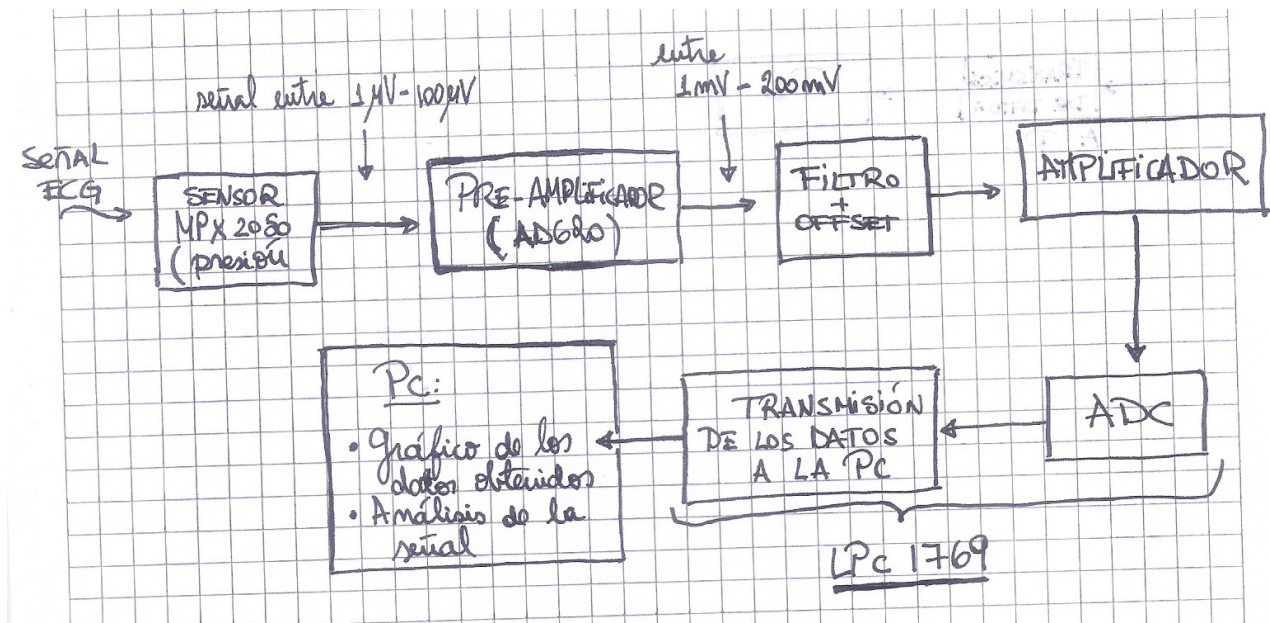 señal entre 1µV-100µV
entre
1mV - 200mV
SEÑAL
ECG
SENSOR
MPX 2050
(presión
PRE-AMPLIFICADOR
(AD620)
FILTRO
+
OFFSET
AMPLIFICADOR
ADC
TRANSMISIÓN
DE LOS DATOS
A LA PC
PC:
• Gráfico de los
datos obtenidos
• Análisis de la
señal
LPC 1769